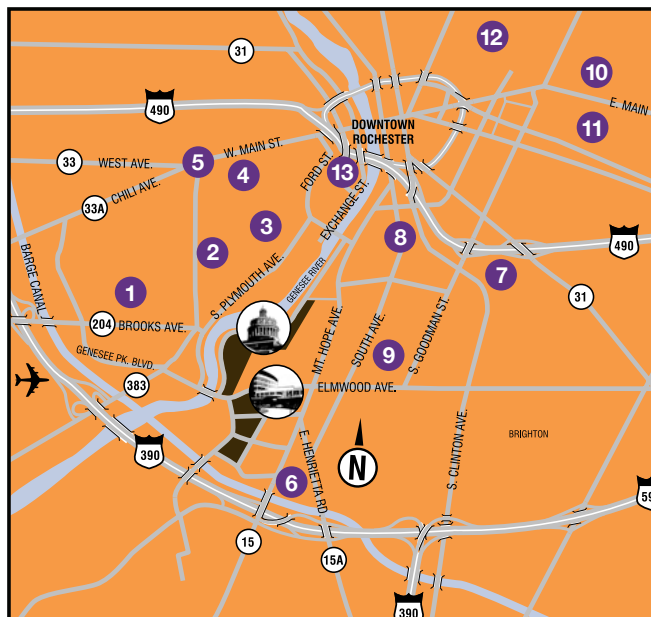 12
31
10
490
E. MAIN
11
DOWNTOWN
ROCHESTER
W. MAIN ST.
33
WEST AVE.
5
FORD ST.
13
4
CHILI AVE.
33A
EXCHANGE ST.
3
8
2
490
BARGE CANAL
S. PLYMOUTH AVE.
GENESEE RIVER
7
1
31
204
BROOKS AVE.
MT. HOPE AVE.
SOUTH AVE.
9
S. GOODMAN ST.
GENESEE PK. BLVD.
383
ELMWOOD AVE.
S. CLINTON AVE.
BRIGHTON
390
N
E. HENRIETTA RD.
6
59
15
15A
390